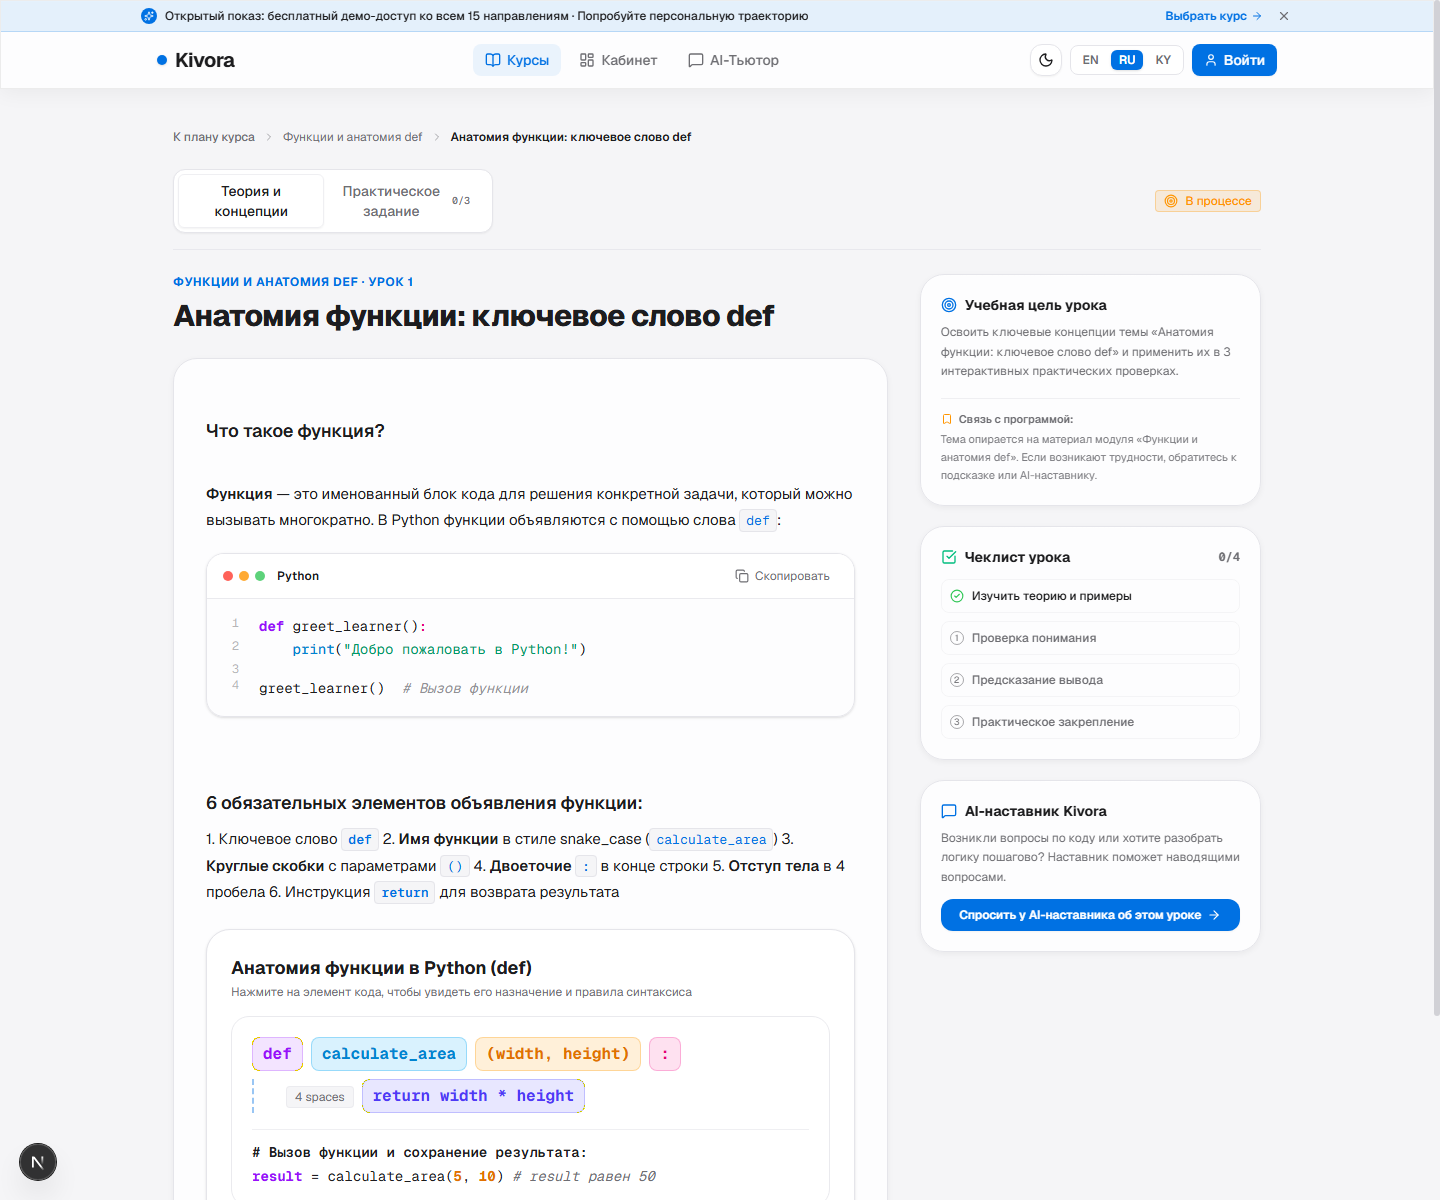 Открытый показ: бесплатный демо-доступ ко всем 15 направлениям · Попробуйте персональную траекторию
Выбрать курс →
Kivora
Курсы
Кабинет
AI-Тьютор
EN
RU
KY
Войти
К плану курса > Функции и анатомия def > Анатомия функции: ключевое слово def
Теория и
концепции
Практическое
задание
0/3
В процессе
ФУНКЦИИ И АНАТОМИЯ DEF · УРОК 1
Анатомия функции: ключевое слово def
Что такое функция?
Функция — это именованный блок кода для решения конкретной задачи, который можно
вызывать многократно. В Python функции объявляются с помощью слова def :
Python
Скопировать
1 def greet_learner():
2 print("Добро пожаловать в Python!")
3
4 greet_learner() # Вызов функции
6 обязательных элементов объявления функции:
1. Ключевое слово def 2. Имя функции в стиле snake_case ( calculate_area ) 3.
Круглые скобки с параметрами () 4. Двоеточие : в конце строки 5. Отступ тела в 4
пробела 6. Инструкция return для возврата результата
Анатомия функции в Python (def)
Нажмите на элемент кода, чтобы увидеть его назначение и правила синтаксиса
def calculate_area (width, height) :
4 spaces return width * height
# Вызов функции и сохранение результата:
result = calculate_area(5, 10) # result равен 50
Учебная цель урока
Освоить ключевые концепции темы «Анатомия
функции: ключевое слово def» и применить их в 3
интерактивных практических проверках.
Связь с программой:
Тема опирается на материал модуля «Функции и
анатомия def». Если возникают трудности, обратитесь к
подсказке или AI-наставнику.
Чеклист урока
0/4
Изучить теорию и примеры
1 Проверка понимания
2 Предсказание вывода
3 Практическое закрепление
AI-наставник Kivora
Возникли вопросы по коду или хотите разобрать
логику пошагово? Наставник поможет наводящими
вопросами.
Спросить у AI-наставника об этом уроке →
N